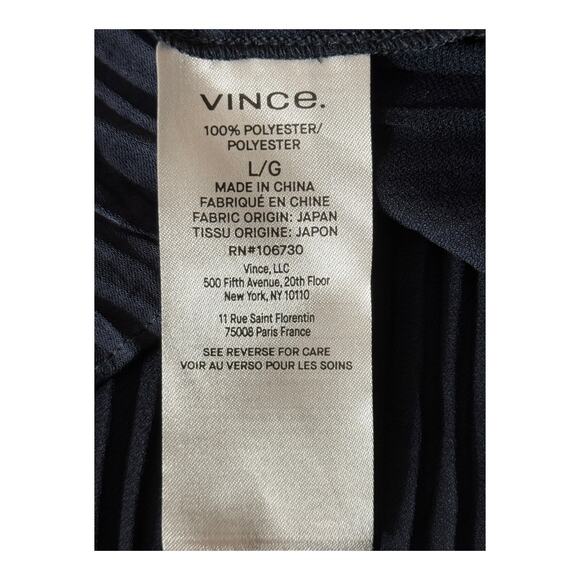 VINCE.
100% POLYESTER/
POLYESTER
L/G
MADE IN CHINA
FABRIQUÉ EN CHINE
FABRIC ORIGIN: JAPAN
TISSU ORIGINE: JAPON
RN#106730
Vince, LLC
500 Fifth Avenue, 20th Floor
New York, NY 10110
11 Rue Saint Florentin
75008 Paris France
SEE REVERSE FOR CARE
VOIR AU VERSO POUR LES SOINS